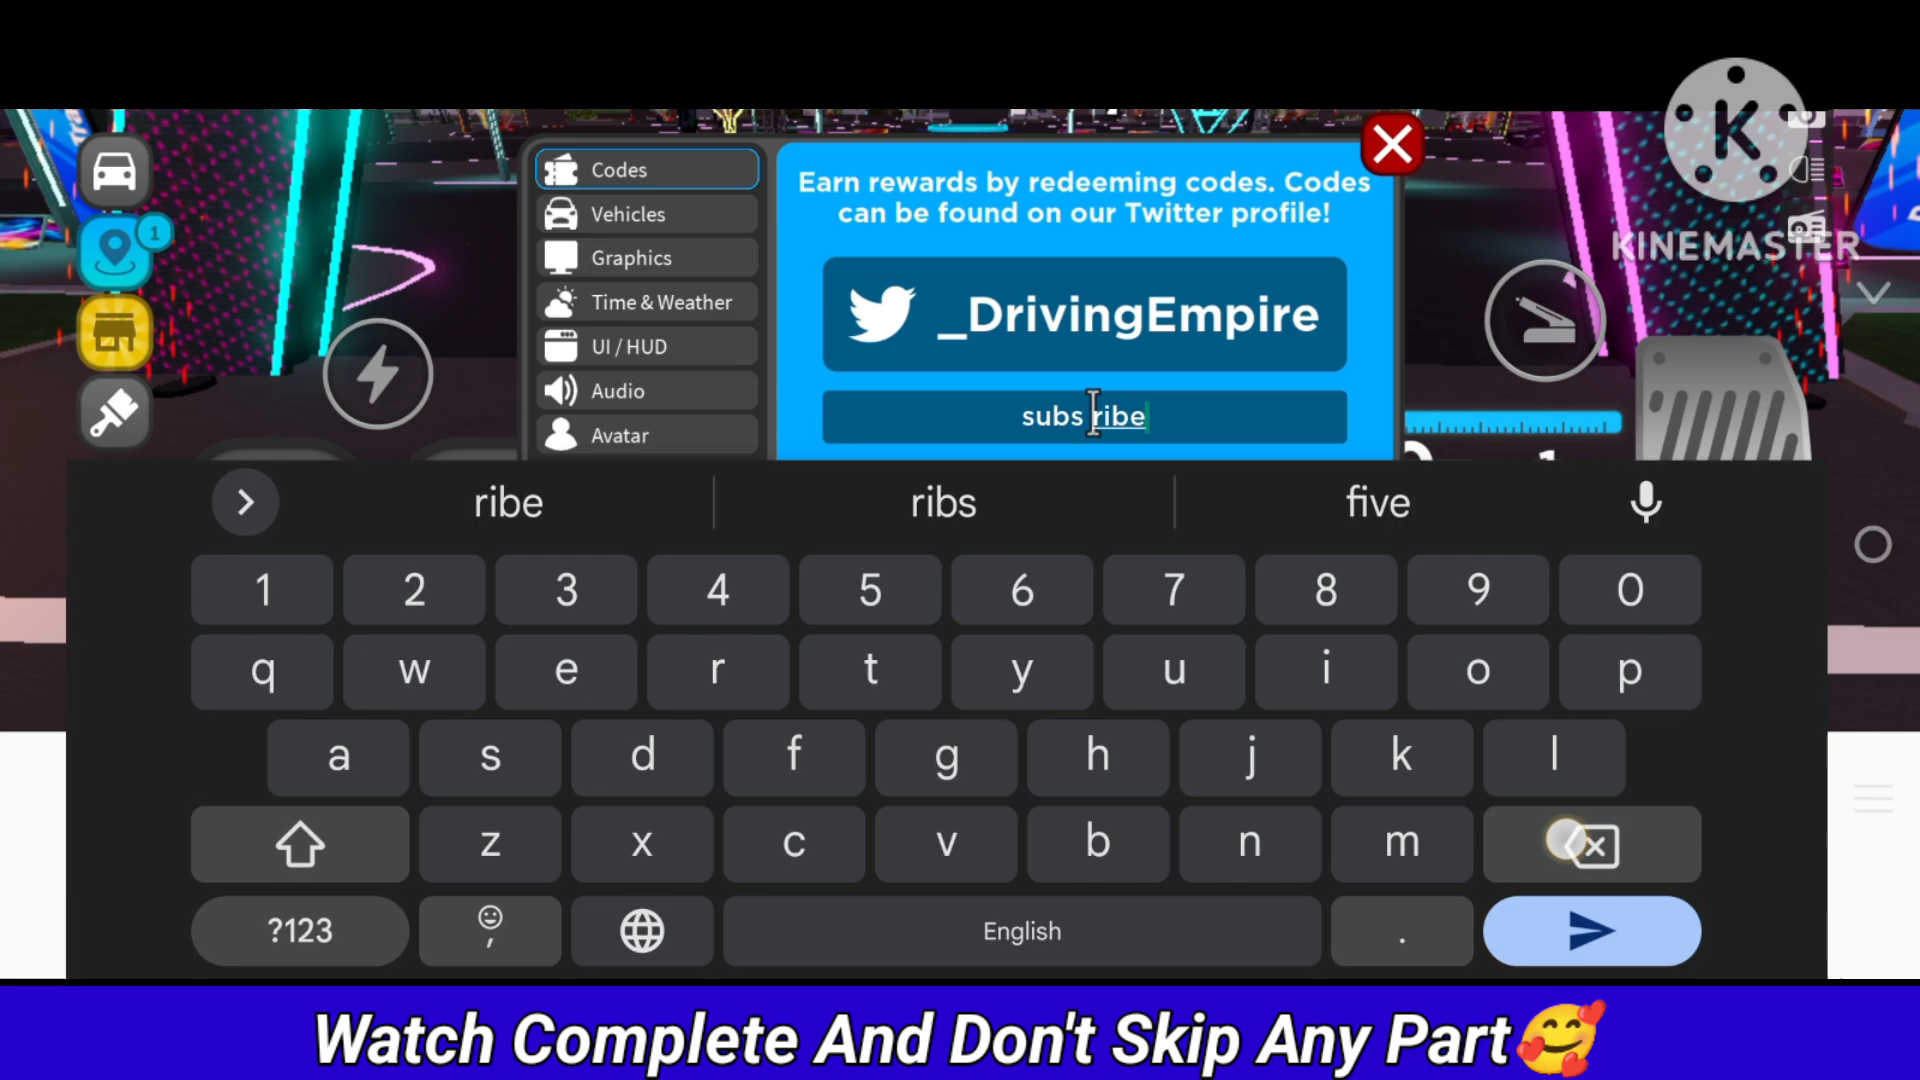 Codes
Vehicles
Graphics
Time & Weather
UI / HUD
Audio
Avatar
Earn rewards by redeeming codes. Codes
can be found on our Twitter profile!
_DrivingEmpire
subs ribe
1
K
KINEMASTER
ribe ribs five
1 2 3 4 5 6 7 8 9 0
q w e r t y u i o p
a s d f g h j k l
z x c v b n m
?123 , English .
Watch Complete And Don't Skip Any Part🥰